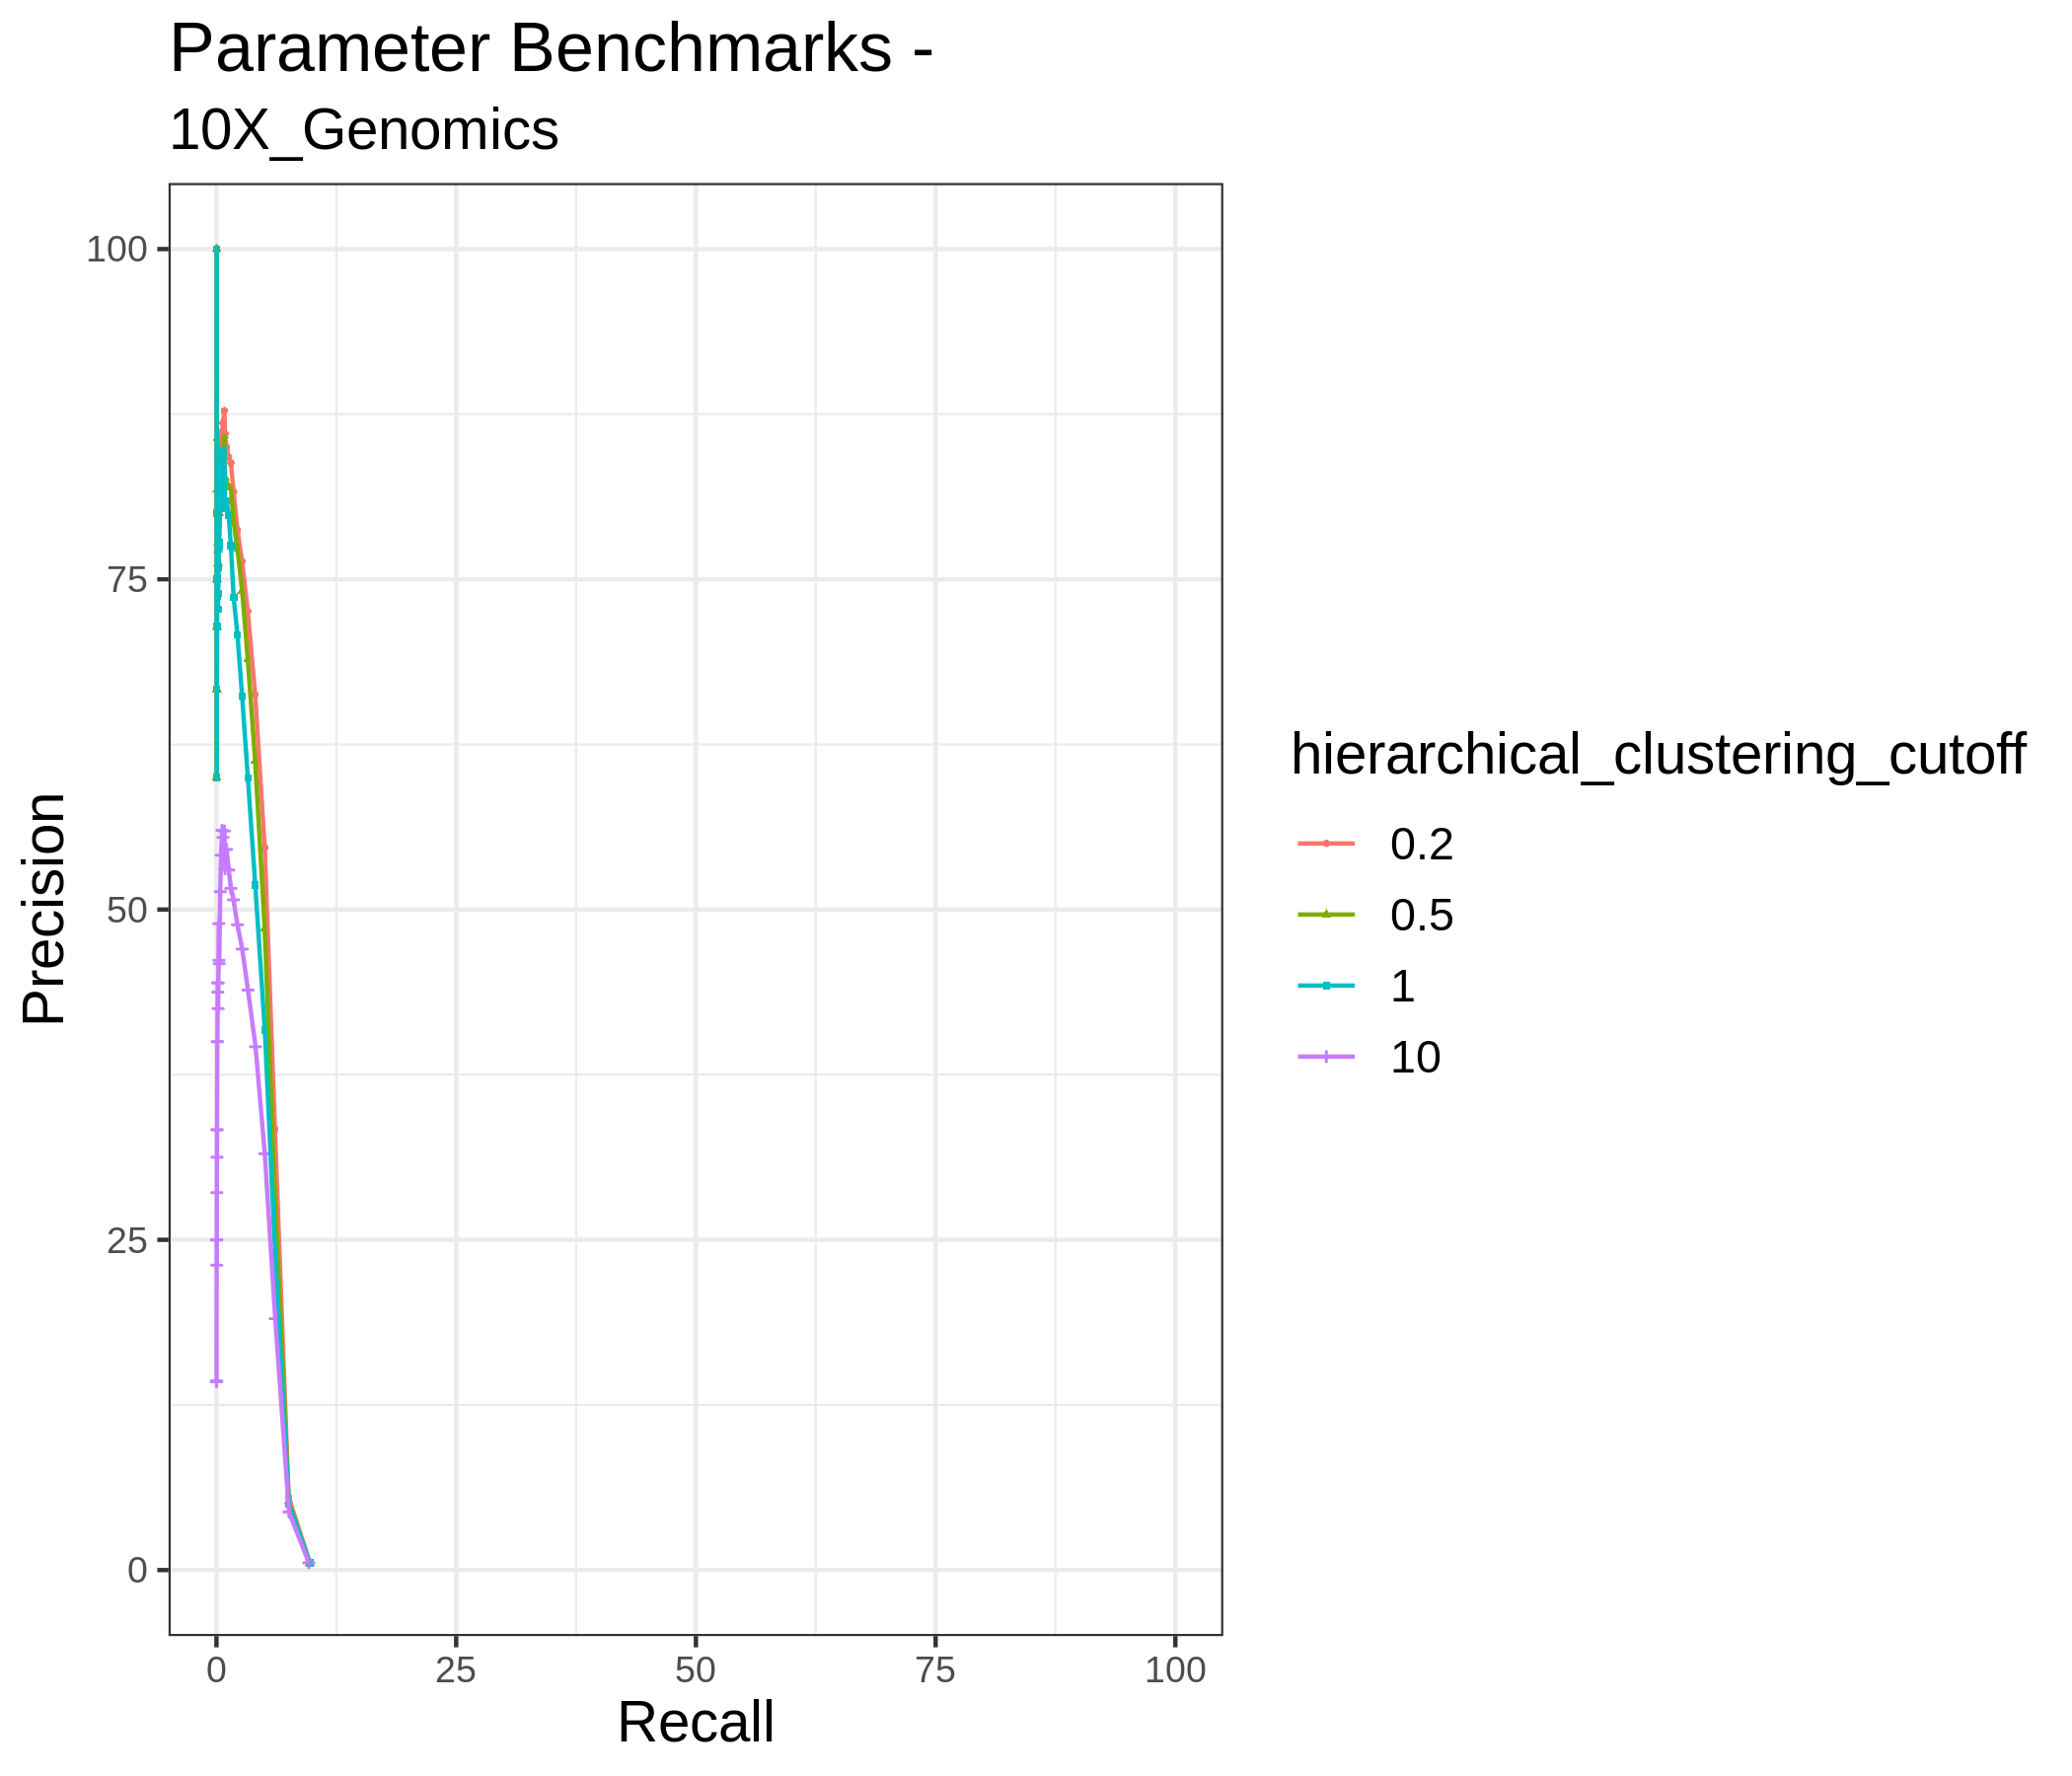 Parameter Benchmarks -
10X_Genomics
100
75
50
25
0
Precision
0 25 50 75 100
Recall
hierarchical_clustering_cutoff
0.2
0.5
1
10